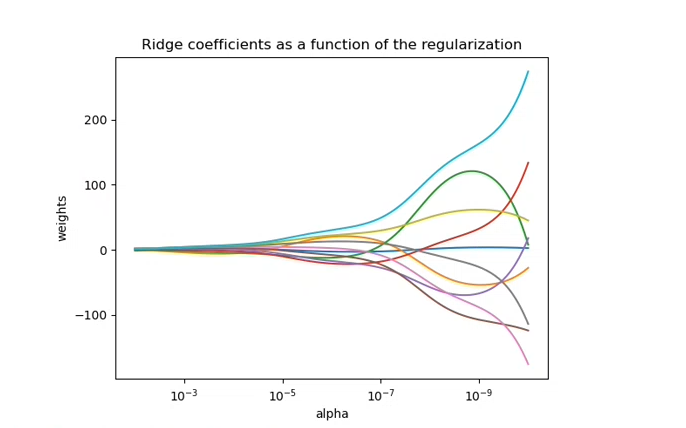 Ridge coefficients as a function of the regularization
weights
200
100
0
−100
10⁻³ 10⁻⁵ 10⁻⁷ 10⁻⁹
alpha